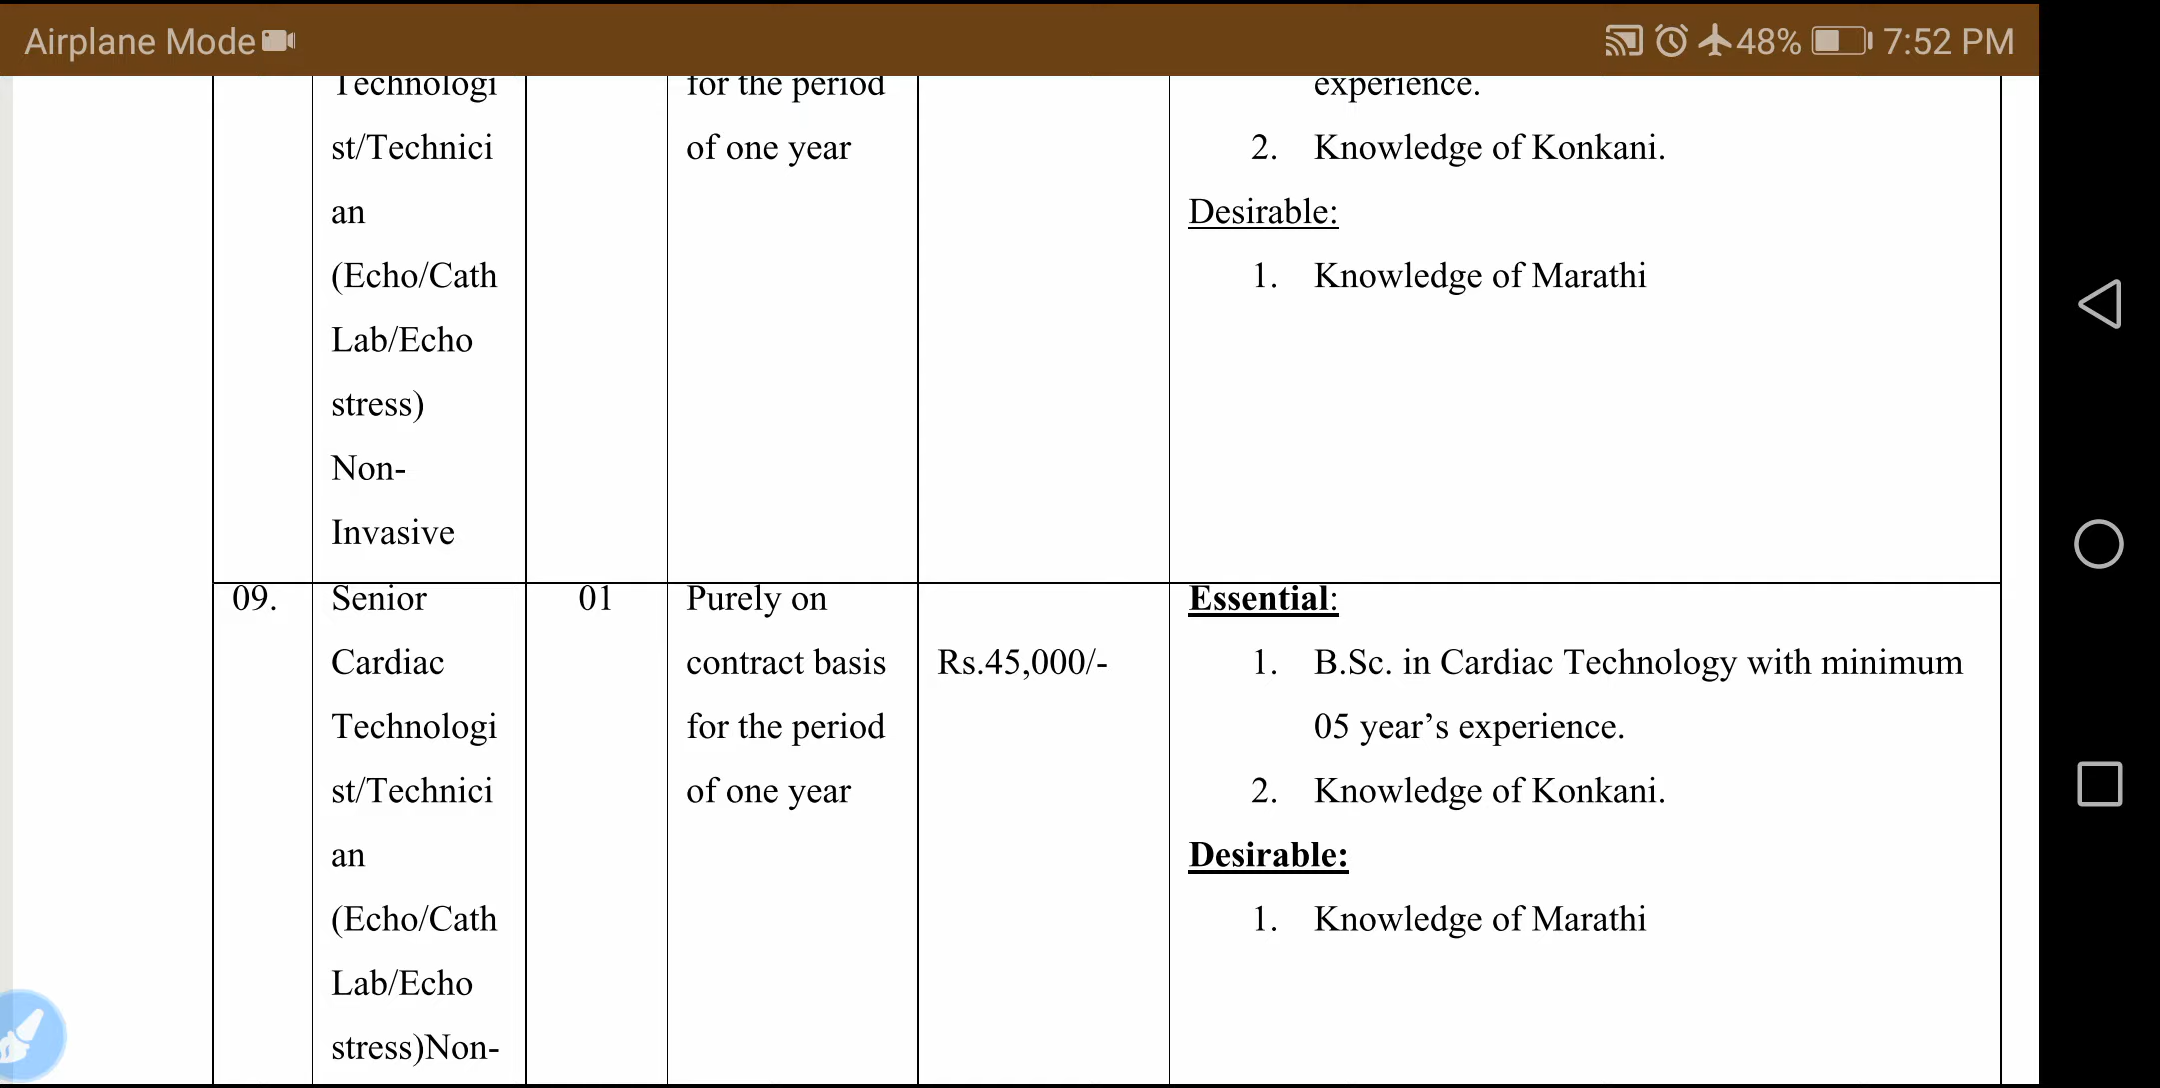 Airplane Mode 48% 7:52 PM
Technologi
st/Technici
an
(Echo/Cath
Lab/Echo
stress)
Non-
Invasive
for the period
of one year
experience.
2. Knowledge of Konkani.
Desirable:
1. Knowledge of Marathi
09.
Senior
Cardiac
Technologi
st/Technici
an
(Echo/Cath
Lab/Echo
stress)Non-
01
Purely on
contract basis
for the period
of one year
Rs.45,000/-
Essential:
1. B.Sc. in Cardiac Technology with minimum
05 year’s experience.
2. Knowledge of Konkani.
Desirable:
1. Knowledge of Marathi